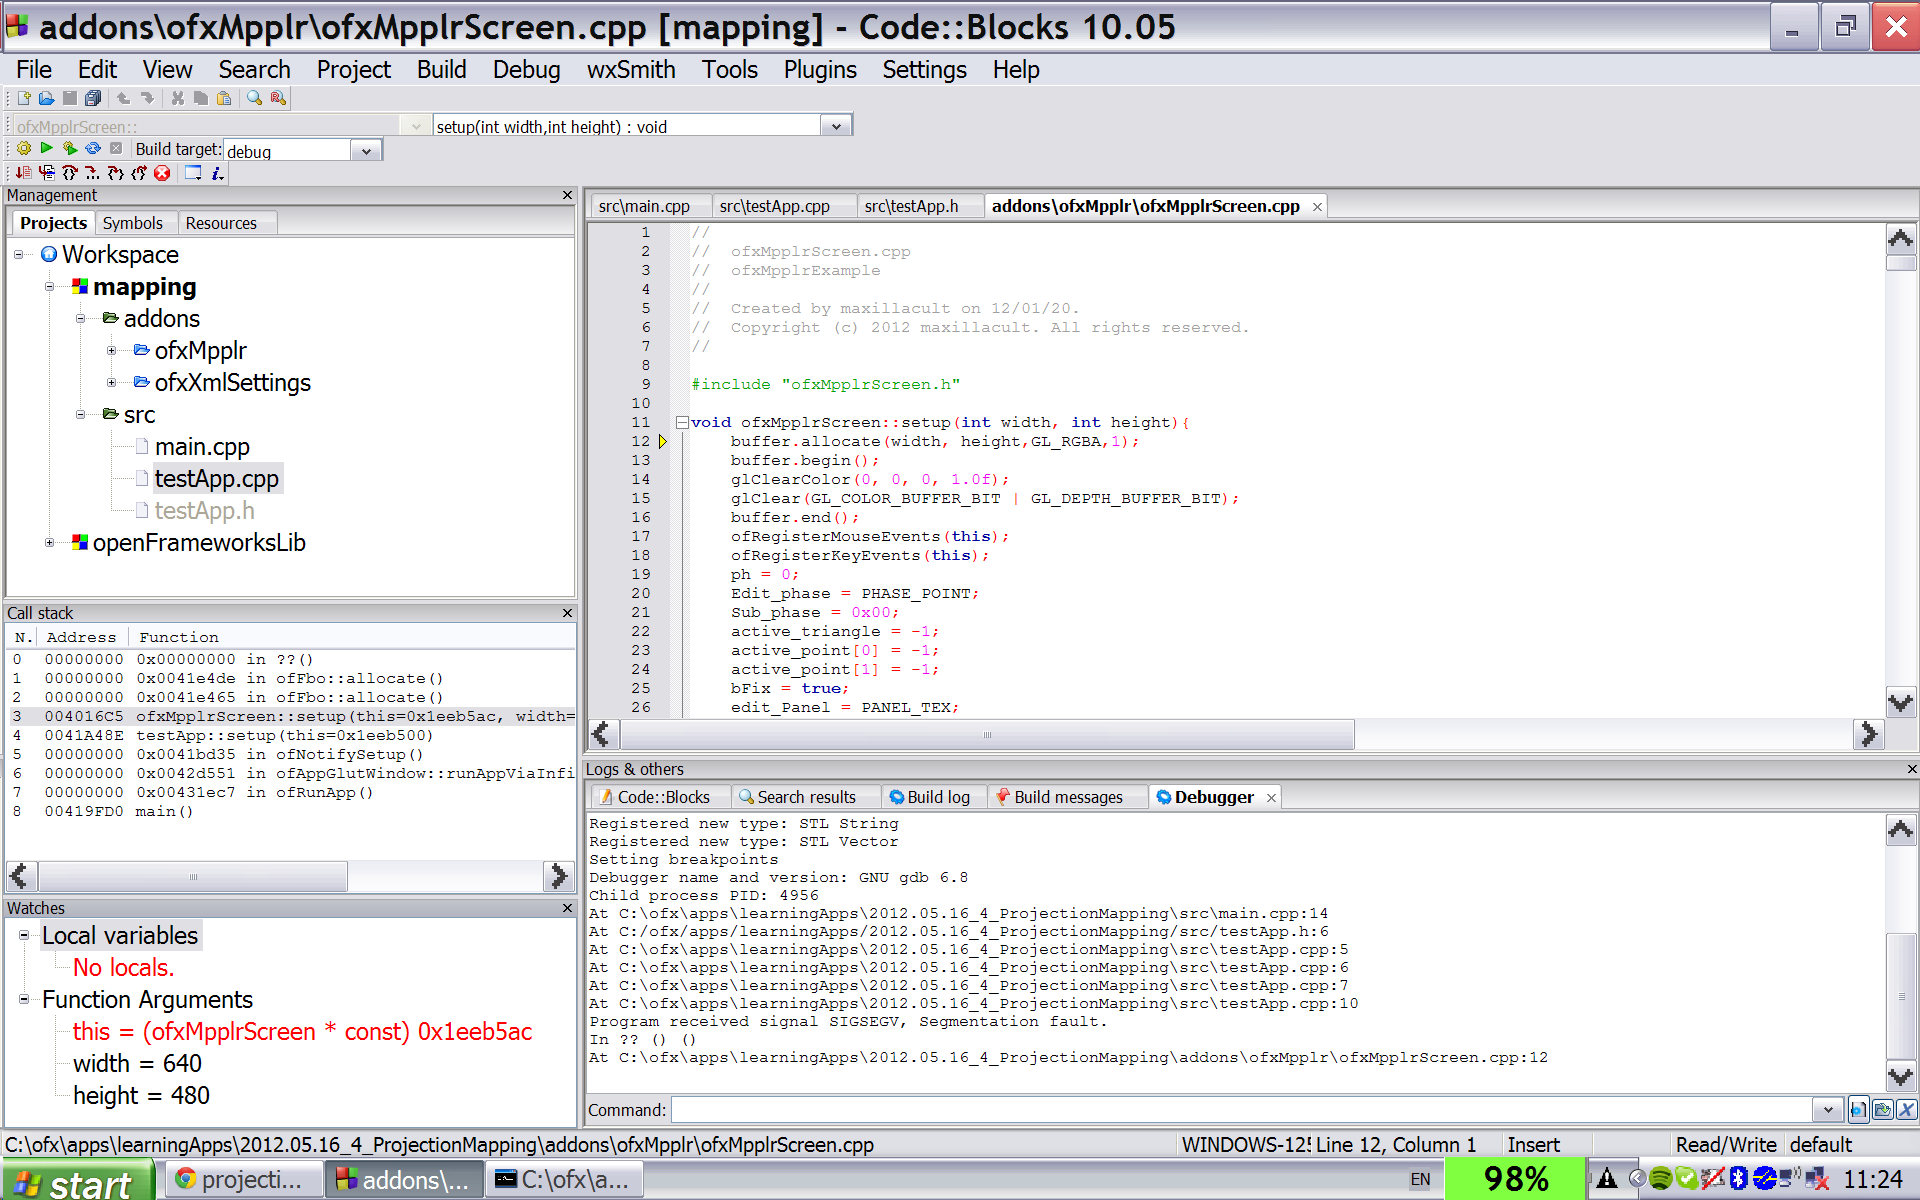 addons\ofxMpplr\ofxMpplrScreen.cpp [mapping] - Code::Blocks 10.05
File Edit View Search Project Build Debug wxSmith Tools Plugins Settings Help
ofxMpplrScreen:: setup(int width,int height) : void
Build target: debug
Management
Projects Symbols Resources
Workspace
mapping
addons
ofxMpplr
ofxXmlSettings
src
main.cpp
testApp.cpp
testApp.h
openFrameworksLib
Call stack
N. Address Function
0 00000000 0x00000000 in ??()
1 00000000 0x0041e4de in ofFbo::allocate()
2 00000000 0x0041e465 in ofFbo::allocate()
3 004016C5 ofxMpplrScreen::setup(this=0x1eeb5ac, width=
4 0041A48E testApp::setup(this=0x1eeb500)
5 00000000 0x0041bd35 in ofNotifySetup()
6 00000000 0x0042d551 in ofAppGlutWindow::runAppViaInfi
7 00000000 0x00431ec7 in ofRunApp()
8 00419FD0 main()
Watches
Local variables
No locals.
Function Arguments
this = (ofxMpplrScreen * const) 0x1eeb5ac
width = 640
height = 480
src\main.cpp src\testApp.cpp src\testApp.h addons\ofxMpplr\ofxMpplrScreen.cpp
1 //
2 // ofxMpplrScreen.cpp
3 // ofxMpplrExample
4 //
5 // Created by maxillacult on 12/01/20.
6 // Copyright (c) 2012 maxillacult. All rights reserved.
7 //
8
9 #include "ofxMpplrScreen.h"
10
11 void ofxMpplrScreen::setup(int width, int height){
12 buffer.allocate(width, height,GL_RGBA,1);
13 buffer.begin();
14 glClearColor(0, 0, 0, 1.0f);
15 glClear(GL_COLOR_BUFFER_BIT | GL_DEPTH_BUFFER_BIT);
16 buffer.end();
17 ofRegisterMouseEvents(this);
18 ofRegisterKeyEvents(this);
19 ph = 0;
20 Edit_phase = PHASE_POINT;
21 Sub_phase = 0x00;
22 active_triangle = -1;
23 active_point[0] = -1;
24 active_point[1] = -1;
25 bFix = true;
26 edit_Panel = PANEL_TEX;
Logs & others
Code::Blocks Search results Build log Build messages Debugger
Registered new type: STL String
Registered new type: STL Vector
Setting breakpoints
Debugger name and version: GNU gdb 6.8
Child process PID: 4956
At C:\ofx\apps\learningApps\2012.05.16_4_ProjectionMapping\src\main.cpp:14
At C:/ofx/apps/learningApps/2012.05.16_4_ProjectionMapping/src/testApp.h:6
At C:\ofx\apps\learningApps\2012.05.16_4_ProjectionMapping\src\testApp.cpp:5
At C:\ofx\apps\learningApps\2012.05.16_4_ProjectionMapping\src\testApp.cpp:6
At C:\ofx\apps\learningApps\2012.05.16_4_ProjectionMapping\src\testApp.cpp:7
At C:\ofx\apps\learningApps\2012.05.16_4_ProjectionMapping\src\testApp.cpp:10
Program received signal SIGSEGV, Segmentation fault.
In ?? () ()
At C:\ofx\apps\learningApps\2012.05.16_4_ProjectionMapping\addons\ofxMpplr\ofxMpplrScreen.cpp:12
Command:
C:\ofx\apps\learningApps\2012.05.16_4_ProjectionMapping\addons\ofxMpplr\ofxMpplrScreen.cpp WINDOWS-125 Line 12, Column 1 Insert Read/Write default
start projecti... addons\... C:\ofx\a... EN 98% 11:24